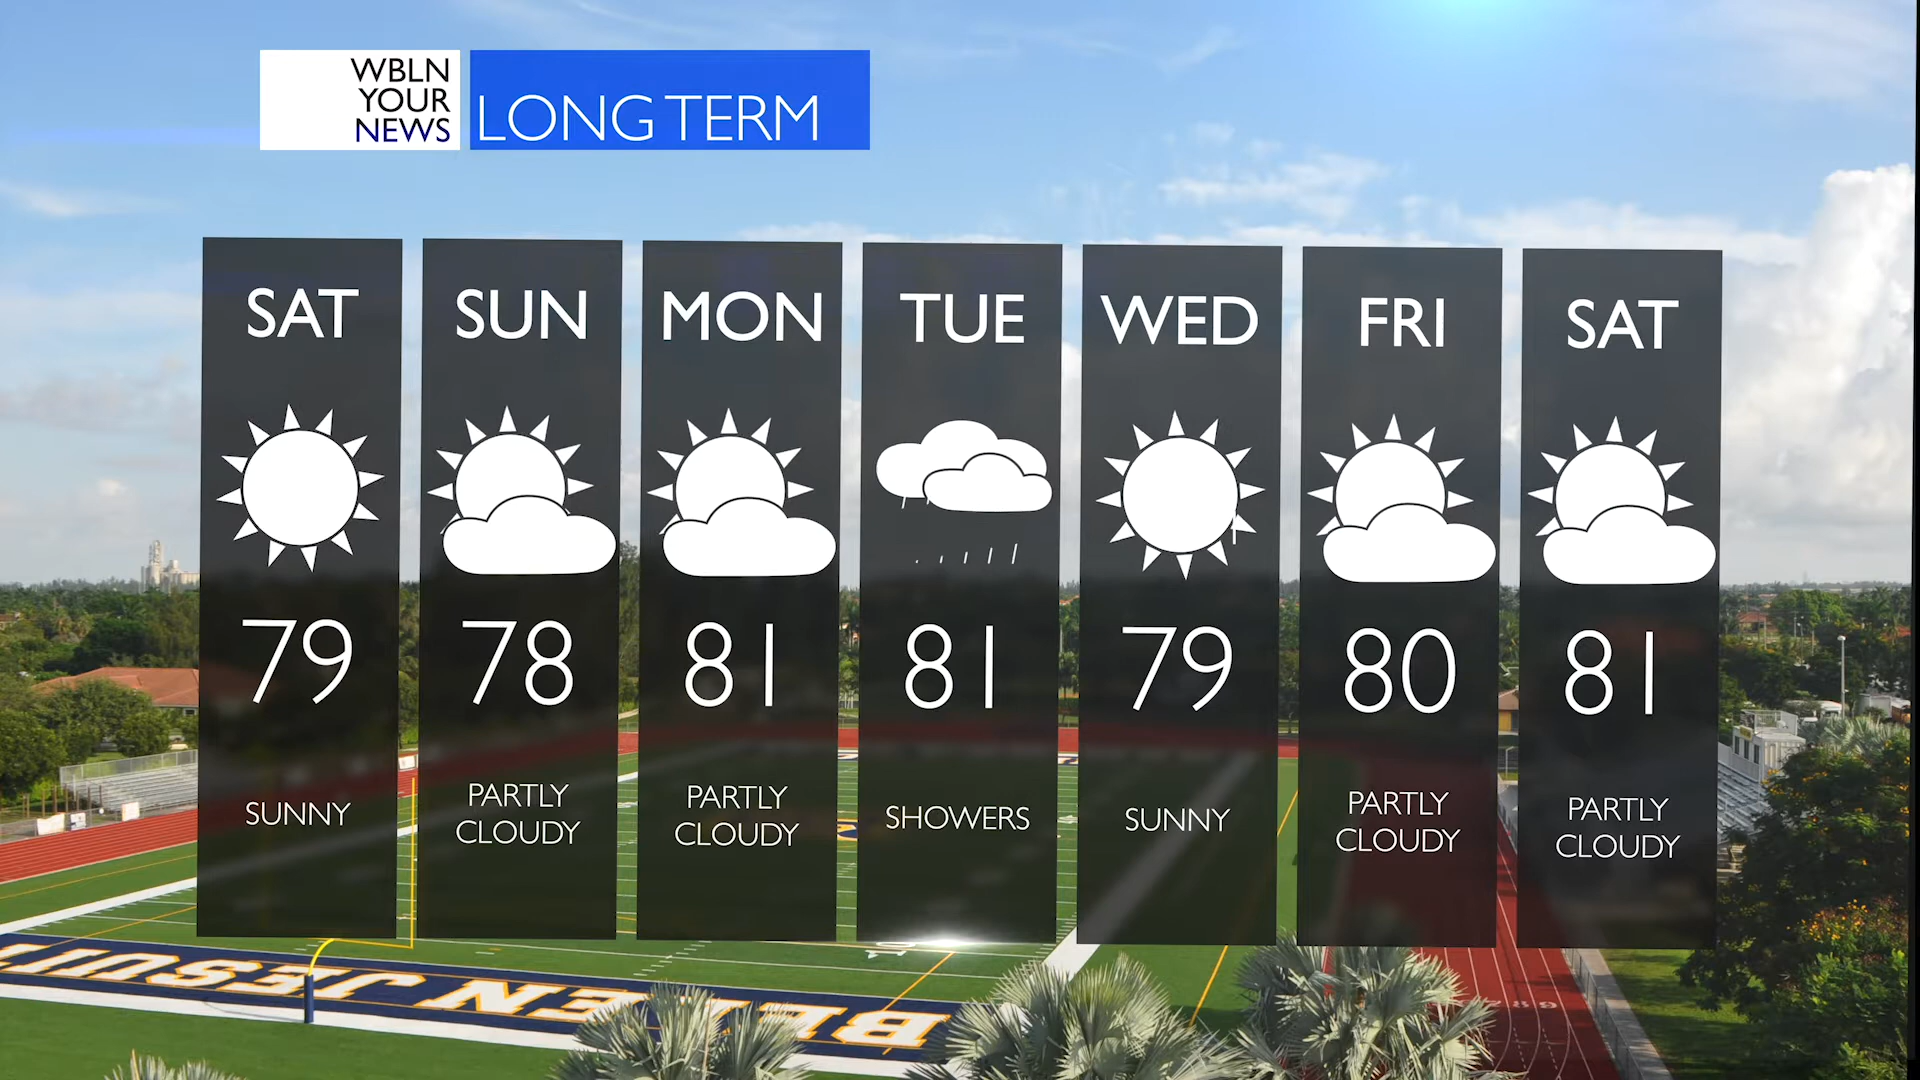 WBLN
YOUR
NEWS
LONG TERM
SAT
SUN
MON
TUE
WED
FRI
SAT
79
78
81
81
79
80
81
SUNNY
PARTLY
CLOUDY
PARTLY
CLOUDY
SHOWERS
SUNNY
PARTLY
CLOUDY
PARTLY
CLOUDY